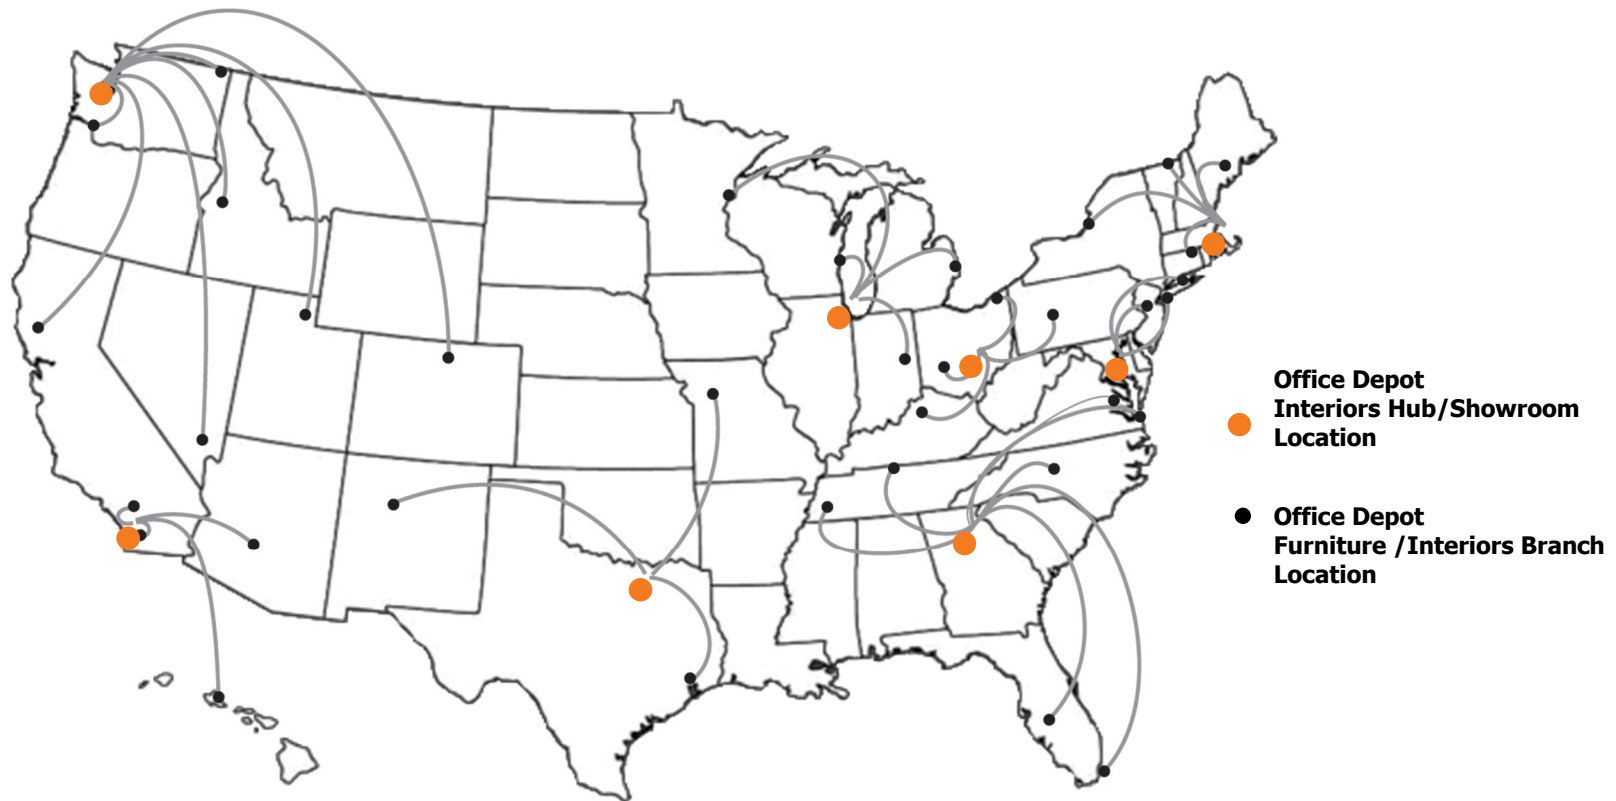 Office Depot
Interiors Hub/Showroom
Location
Office Depot
Furniture /Interiors Branch
Location